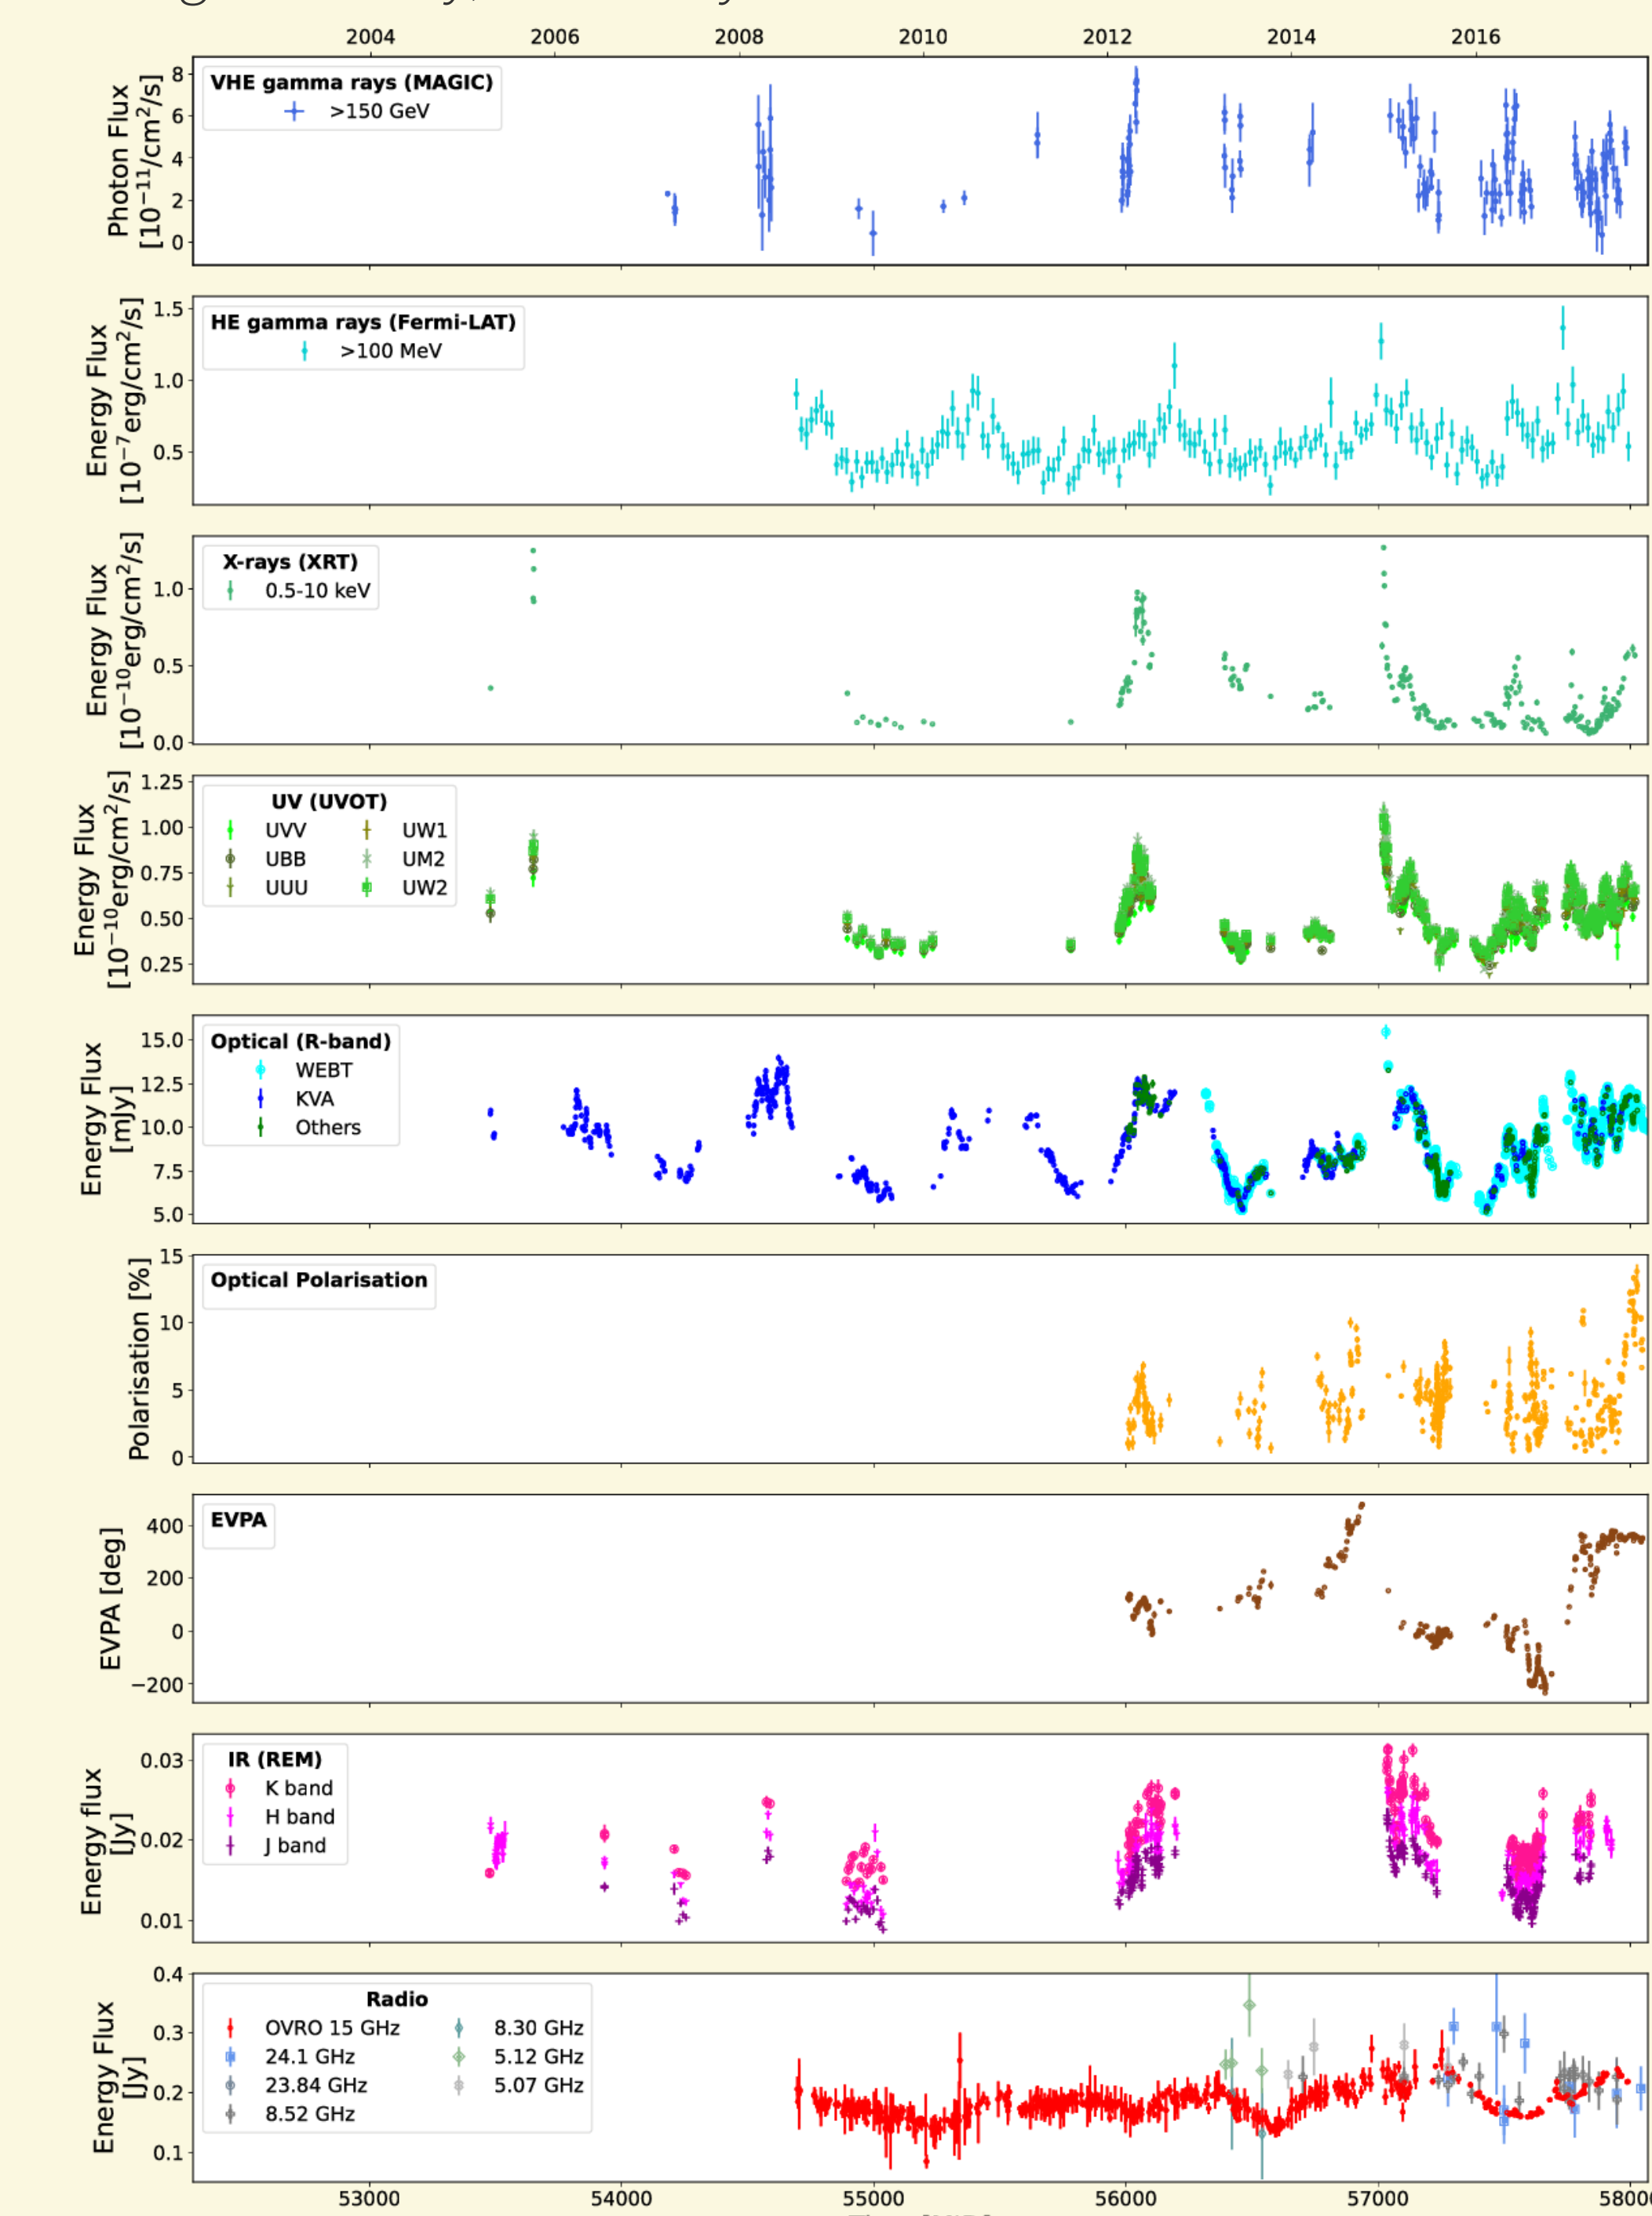 2004 2006 2008 2010 2012 2014 2016
VHE gamma rays (MAGIC)
>150 GeV
Photon Flux
[10⁻¹¹/cm²/s]
8
6
4
2
0
HE gamma rays (Fermi-LAT)
>100 MeV
Energy Flux
[10⁻⁷erg/cm²/s]
1.5
1.0
0.5
X-rays (XRT)
0.5-10 keV
Energy Flux
[10⁻¹⁰erg/cm²/s]
1.0
0.5
0.0
UV (UVOT)
UVV UW1
UBB UM2
UUU UW2
Energy Flux
[10⁻¹⁰erg/cm²/s]
1.25
1.00
0.75
0.50
0.25
Optical (R-band)
WEBT
KVA
Others
Energy Flux
[mJy]
15.0
12.5
10.0
7.5
5.0
Optical Polarisation
Polarisation [%]
15
10
5
0
EVPA
EVPA [deg]
400
200
0
−200
IR (REM)
K band
H band
J band
Energy flux
[Jy]
0.03
0.02
0.01
Radio
OVRO 15 GHz 8.30 GHz
24.1 GHz 5.12 GHz
23.84 GHz 5.07 GHz
8.52 GHz
Energy Flux
[Jy]
0.4
0.3
0.2
0.1
53000 54000 55000 56000 57000 5800